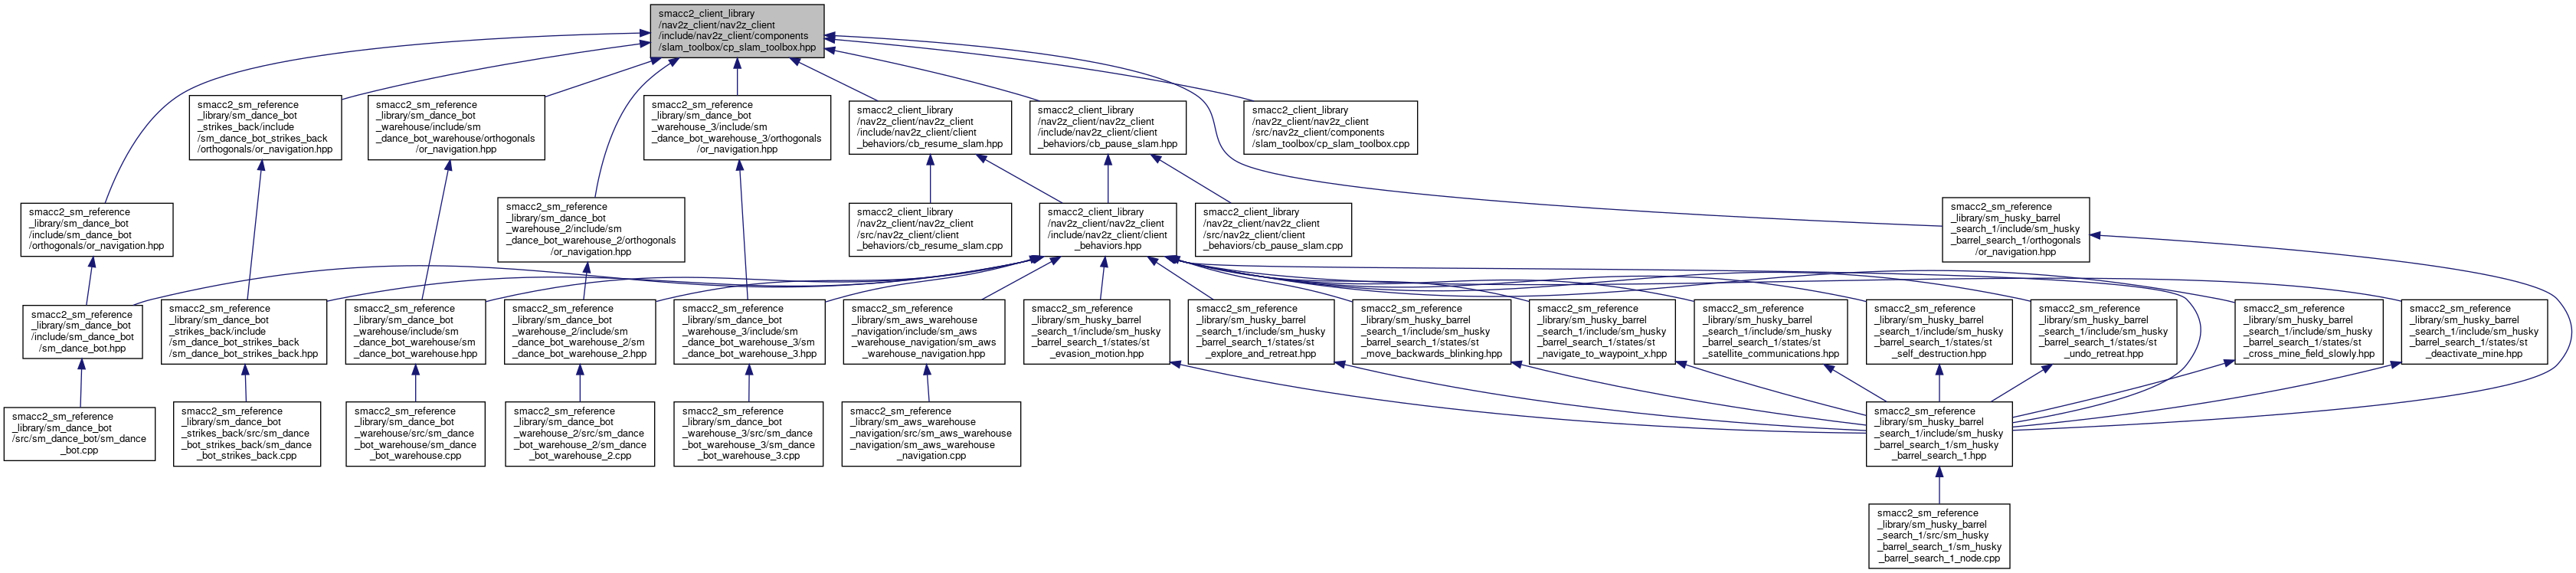 smacc2_client_library
/nav2z_client/nav2z_client
/include/nav2z_client/components
/slam_toolbox/cp_slam_toolbox.hpp
smacc2_sm_reference
_library/sm_dance_bot
_strikes_back/include
/sm_dance_bot_strikes_back
/orthogonals/or_navigation.hpp
smacc2_sm_reference
_library/sm_dance_bot
_warehouse/include/sm
_dance_bot_warehouse/orthogonals
/or_navigation.hpp
smacc2_sm_reference
_library/sm_dance_bot
_warehouse_3/include/sm
_dance_bot_warehouse_3/orthogonals
/or_navigation.hpp
smacc2_client_library
/nav2z_client/nav2z_client
/include/nav2z_client/client
_behaviors/cb_resume_slam.hpp
smacc2_client_library
/nav2z_client/nav2z_client
/include/nav2z_client/client
_behaviors/cb_pause_slam.hpp
smacc2_client_library
/nav2z_client/nav2z_client
/src/nav2z_client/components
/slam_toolbox/cp_slam_toolbox.cpp
smacc2_sm_reference
_library/sm_dance_bot
/include/sm_dance_bot
/orthogonals/or_navigation.hpp
smacc2_sm_reference
_library/sm_dance_bot
_warehouse_2/include/sm
_dance_bot_warehouse_2/orthogonals
/or_navigation.hpp
smacc2_client_library
/nav2z_client/nav2z_client
/src/nav2z_client/client
_behaviors/cb_resume_slam.cpp
smacc2_client_library
/nav2z_client/nav2z_client
/include/nav2z_client/client
_behaviors.hpp
smacc2_client_library
/nav2z_client/nav2z_client
/src/nav2z_client/client
_behaviors/cb_pause_slam.cpp
smacc2_sm_reference
_library/sm_husky_barrel
_search_1/include/sm_husky
_barrel_search_1/orthogonals
/or_navigation.hpp
smacc2_sm_reference
_library/sm_dance_bot
/include/sm_dance_bot
/sm_dance_bot.hpp
smacc2_sm_reference
_library/sm_dance_bot
_strikes_back/include
/sm_dance_bot_strikes_back
/sm_dance_bot_strikes_back.hpp
smacc2_sm_reference
_library/sm_dance_bot
_warehouse/include/sm
_dance_bot_warehouse/sm
_dance_bot_warehouse.hpp
smacc2_sm_reference
_library/sm_dance_bot
_warehouse_2/include/sm
_dance_bot_warehouse_2/sm
_dance_bot_warehouse_2.hpp
smacc2_sm_reference
_library/sm_dance_bot
_warehouse_3/include/sm
_dance_bot_warehouse_3/sm
_dance_bot_warehouse_3.hpp
smacc2_sm_reference
_library/sm_aws_warehouse
_navigation/include/sm_aws
_warehouse_navigation/sm_aws
_warehouse_navigation.hpp
smacc2_sm_reference
_library/sm_husky_barrel
_search_1/include/sm_husky
_barrel_search_1/states/st
_evasion_motion.hpp
smacc2_sm_reference
_library/sm_husky_barrel
_search_1/include/sm_husky
_barrel_search_1/states/st
_explore_and_retreat.hpp
smacc2_sm_reference
_library/sm_husky_barrel
_search_1/include/sm_husky
_barrel_search_1/states/st
_move_backwards_blinking.hpp
smacc2_sm_reference
_library/sm_husky_barrel
_search_1/include/sm_husky
_barrel_search_1/states/st
_navigate_to_waypoint_x.hpp
smacc2_sm_reference
_library/sm_husky_barrel
_search_1/include/sm_husky
_barrel_search_1/states/st
_satellite_communications.hpp
smacc2_sm_reference
_library/sm_husky_barrel
_search_1/include/sm_husky
_barrel_search_1/states/st
_self_destruction.hpp
smacc2_sm_reference
_library/sm_husky_barrel
_search_1/include/sm_husky
_barrel_search_1/states/st
_undo_retreat.hpp
smacc2_sm_reference
_library/sm_husky_barrel
_search_1/include/sm_husky
_barrel_search_1/states/st
_cross_mine_field_slowly.hpp
smacc2_sm_reference
_library/sm_husky_barrel
_search_1/include/sm_husky
_barrel_search_1/states/st
_deactivate_mine.hpp
smacc2_sm_reference
_library/sm_dance_bot
/src/sm_dance_bot/sm_dance
_bot.cpp
smacc2_sm_reference
_library/sm_dance_bot
_strikes_back/src/sm_dance
_bot_strikes_back/sm_dance
_bot_strikes_back.cpp
smacc2_sm_reference
_library/sm_dance_bot
_warehouse/src/sm_dance
_bot_warehouse/sm_dance
_bot_warehouse.cpp
smacc2_sm_reference
_library/sm_dance_bot
_warehouse_2/src/sm_dance
_bot_warehouse_2/sm_dance
_bot_warehouse_2.cpp
smacc2_sm_reference
_library/sm_dance_bot
_warehouse_3/src/sm_dance
_bot_warehouse_3/sm_dance
_bot_warehouse_3.cpp
smacc2_sm_reference
_library/sm_aws_warehouse
_navigation/src/sm_aws_warehouse
_navigation/sm_aws_warehouse
_navigation.cpp
smacc2_sm_reference
_library/sm_husky_barrel
_search_1/include/sm_husky
_barrel_search_1/sm_husky
_barrel_search_1.hpp
smacc2_sm_reference
_library/sm_husky_barrel
_search_1/src/sm_husky
_barrel_search_1/sm_husky
_barrel_search_1_node.cpp